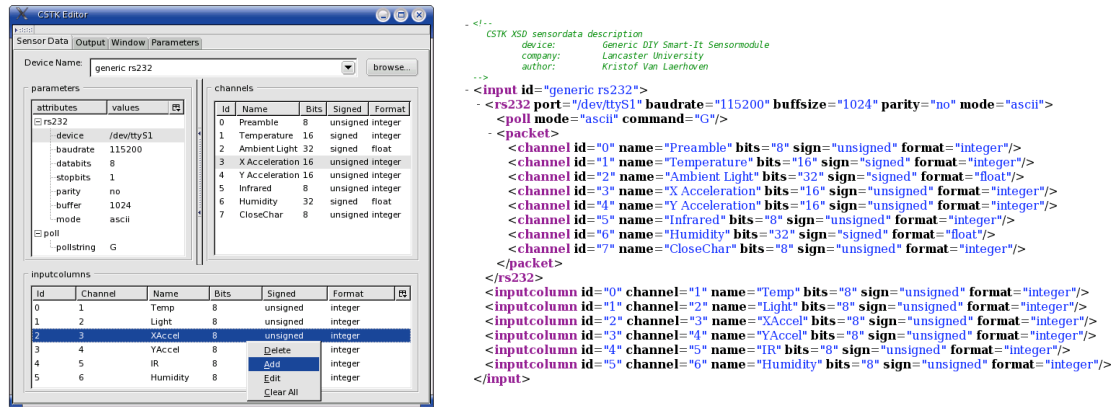 CSTK Editor
Sensor Data Output Window Parameters
Device Name: generic rs232 browse...
parameters
attributes values
rs232
device /dev/ttyS1
baudrate 115200
databits 8
stopbits 1
parity no
buffer 1024
mode ascii
poll
pollstring G
channels
Id Name Bits Signed Format
0 Preamble 8 unsigned integer
1 Temperature 16 signed integer
2 Ambient Light 32 signed float
3 X Acceleration 16 unsigned integer
4 Y Acceleration 16 unsigned integer
5 Infrared 8 unsigned integer
6 Humidity 32 signed float
7 CloseChar 8 unsigned integer
inputcolumns
Id Channel Name Bits Signed Format
0 1 Temp 8 unsigned integer
1 2 Light 8 unsigned integer
2 3 XAccel 8 unsigned integer
3 4 YAccel 8 integer
4 5 IR 8 integer
5 6 Humidity 8 integer
Delete
Add
Edit
Clear All
- <!--
CSTK XSD sensordata description
device: Generic DIY Smart-It Sensormodule
company: Lancaster University
author: Kristof Van Laerhoven
-->
- <input id="generic rs232">
- <rs232 port="/dev/ttyS1" baudrate="115200" buffsize="1024" parity="no" mode="ascii">
<poll mode="ascii" command="G"/>
- <packet>
<channel id="0" name="Preamble" bits="8" sign="unsigned" format="integer"/>
<channel id="1" name="Temperature" bits="16" sign="signed" format="integer"/>
<channel id="2" name="Ambient Light" bits="32" sign="signed" format="float"/>
<channel id="3" name="X Acceleration" bits="16" sign="unsigned" format="integer"/>
<channel id="4" name="Y Acceleration" bits="16" sign="unsigned" format="integer"/>
<channel id="5" name="Infrared" bits="8" sign="unsigned" format="integer"/>
<channel id="6" name="Humidity" bits="32" sign="signed" format="float"/>
<channel id="7" name="CloseChar" bits="8" sign="unsigned" format="integer"/>
</packet>
</rs232>
<inputcolumn id="0" channel="1" name="Temp" bits="8" sign="unsigned" format="integer"/>
<inputcolumn id="1" channel="2" name="Light" bits="8" sign="unsigned" format="integer"/>
<inputcolumn id="2" channel="3" name="XAccel" bits="8" sign="unsigned" format="integer"/>
<inputcolumn id="3" channel="4" name="YAccel" bits="8" sign="unsigned" format="integer"/>
<inputcolumn id="4" channel="5" name="IR" bits="8" sign="unsigned" format="integer"/>
<inputcolumn id="5" channel="6" name="Humidity" bits="8" sign="unsigned" format="integer"/>
</input>